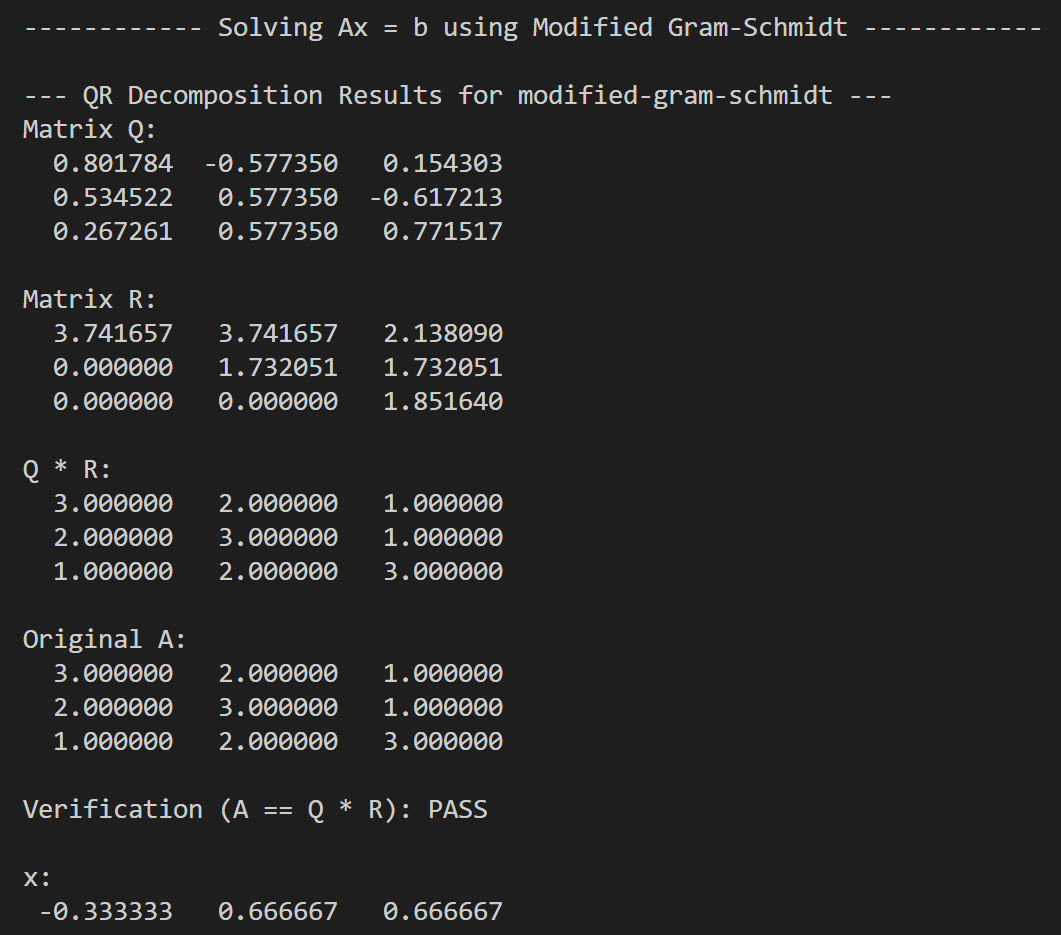 ------------ Solving Ax = b using Modified Gram-Schmidt ------------
--- QR Decomposition Results for modified-gram-schmidt ---
Matrix Q:
0.801784 -0.577350 0.154303
0.534522 0.577350 -0.617213
0.267261 0.577350 0.771517
Matrix R:
3.741657 3.741657 2.138090
0.000000 1.732051 1.732051
0.000000 0.000000 1.851640
Q * R:
3.000000 2.000000 1.000000
2.000000 3.000000 1.000000
1.000000 2.000000 3.000000
Original A:
3.000000 2.000000 1.000000
2.000000 3.000000 1.000000
1.000000 2.000000 3.000000
Verification (A == Q * R): PASS
x:
-0.333333 0.666667 0.666667